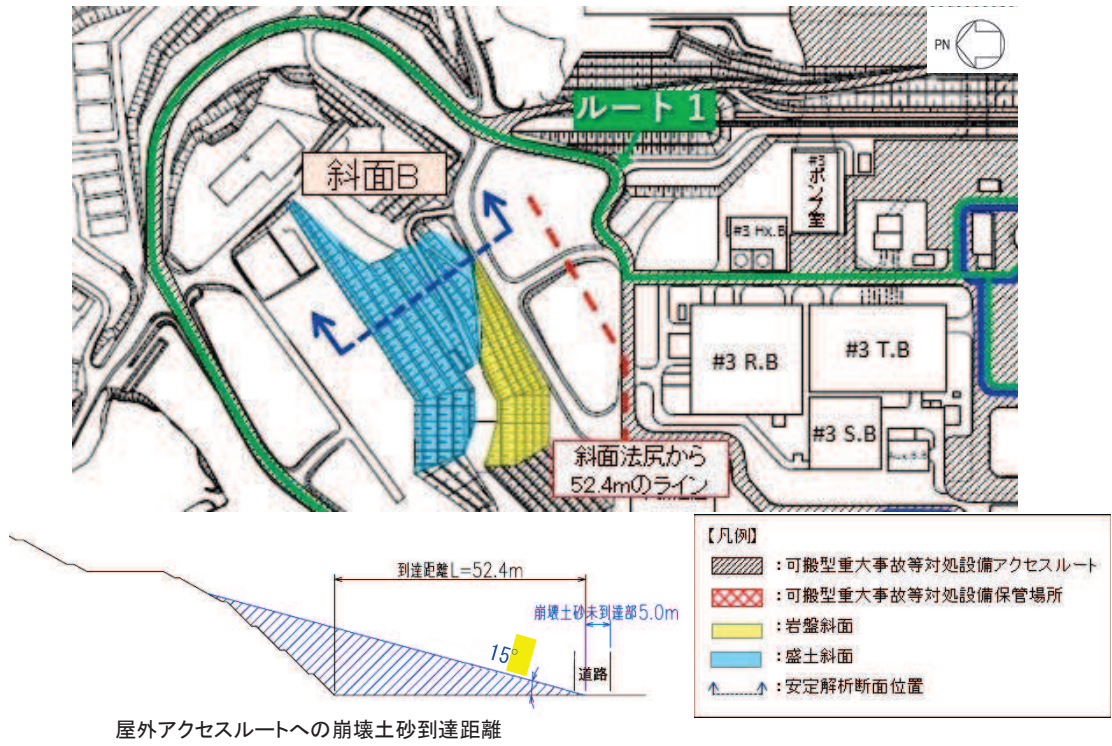 PN
ルート1
斜面B
#3
ポンプ室
#3 Hx.B
#3 R.B
#3 T.B
#3 S.B
斜面法尻から
52.4mのライン
到達距離L=52.4m
崩壊土砂未到達部5.0m
15°
道路
屋外アクセスルートへの崩壊土砂到達距離
【凡例】
:可搬型重大事故等対処設備アクセスルート
:可搬型重大事故等対処設備保管場所
:岩盤斜面
:盛土斜面
:安定解析断面位置